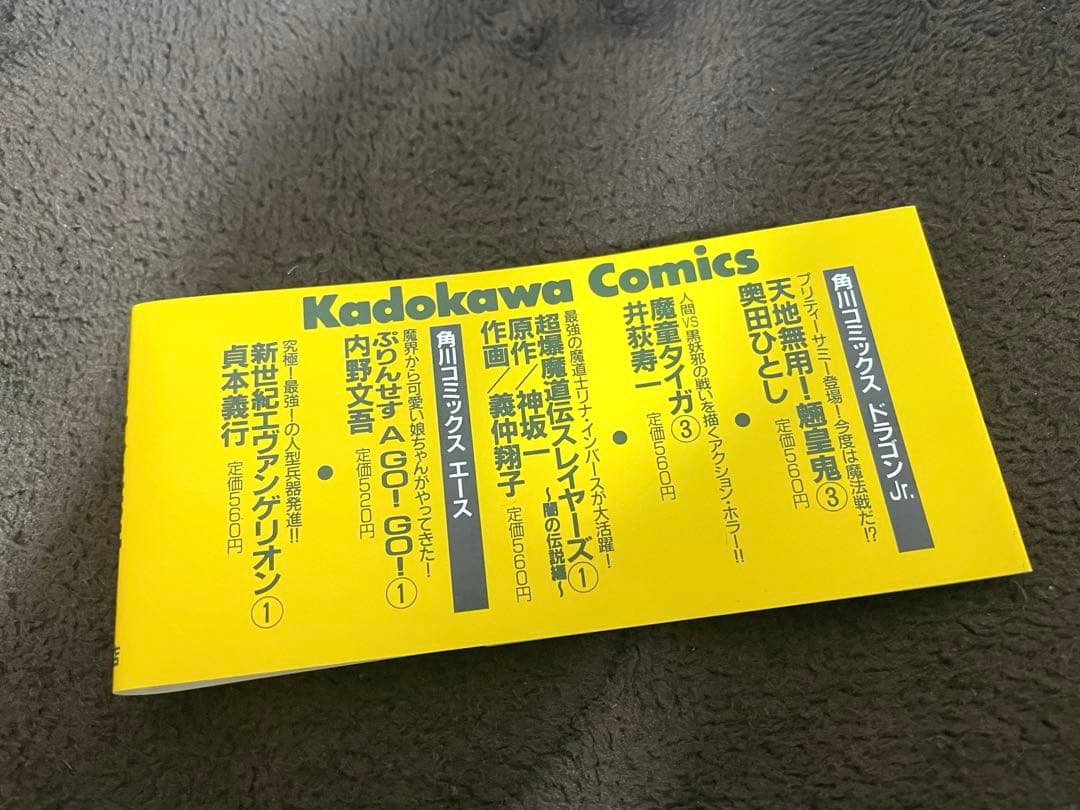 Kadokawa Comics
角川コミックス ドラゴンJr.
プリティーサミー登場!今度は魔法戦だ!?
天地無用!魎皇鬼③
奥田ひとし 定価560円
●
人間VS黒妖邪の戦いを描くアクション・ホラー!!
魔童タイガ③
井荻寿一 定価560円
●
最強の魔道士リナ・インバースが大活躍!
超爆魔道伝スレイヤーズ①
〜闇の伝説編〜
原作/神坂一
作画/義仲翔子 定価560円
角川コミックス エース
魔界から可愛い娘ちゃんがやってきた!
ぷりんせすAGO!GO!①
内野文吾 定価520円
●
究極!最強!の人型兵器発進!!
新世紀エヴァンゲリオン①
貞本義行 定価560円